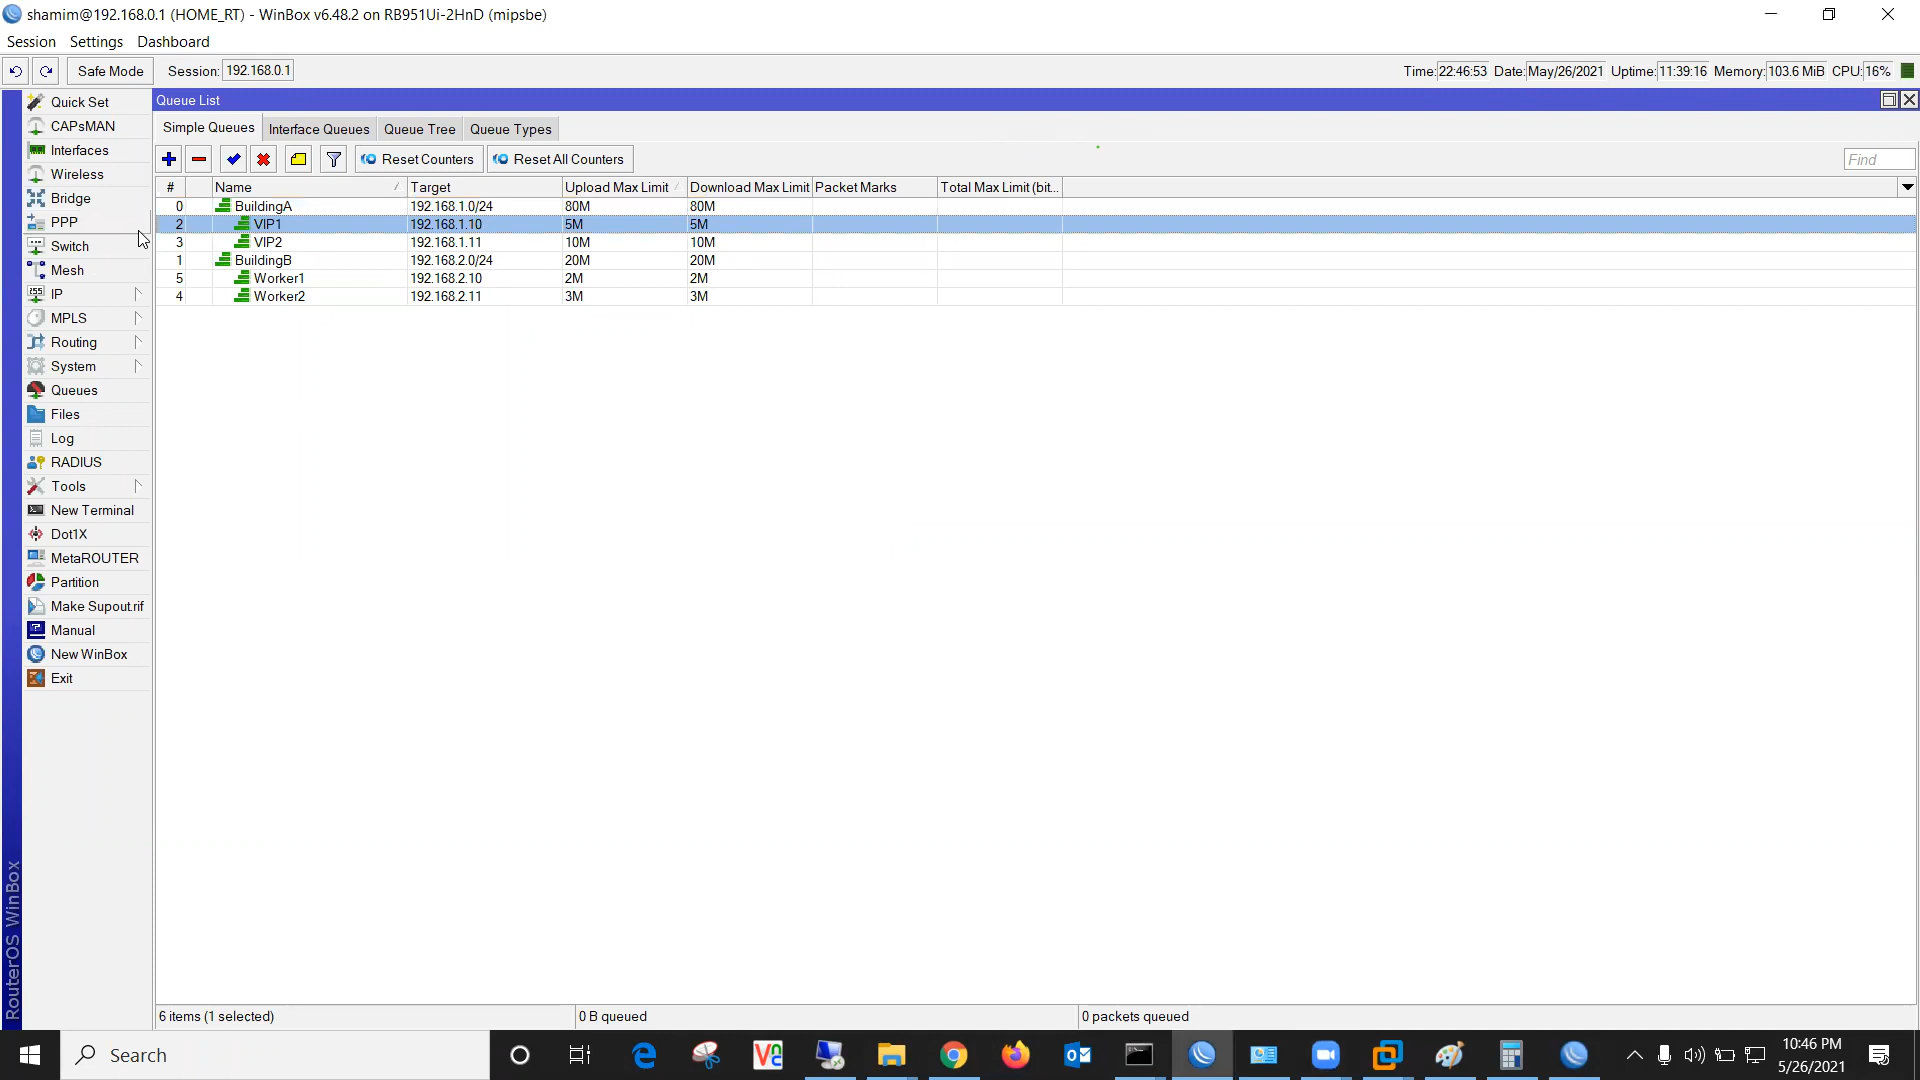 shamim@192.168.0.1 (HOME_RT) - WinBox v6.48.2 on RB951Ui-2HnD (mipsbe)
Session Settings Dashboard
Safe Mode Session: 192.168.0.1 Time: 22:46:53 Date: May/26/2021 Uptime: 11:39:16 Memory: 103.6 MiB CPU: 16%
Quick Set
CAPsMAN
Interfaces
Wireless
Bridge
PPP
Switch
Mesh
IP
MPLS
Routing
System
Queues
Files
Log
RADIUS
Tools
New Terminal
Dot1X
MetaROUTER
Partition
Make Supout.rif
Manual
New WinBox
Exit
RouterOS WinBox
Queue List
Simple Queues Interface Queues Queue Tree Queue Types
Reset Counters Reset All Counters Find
# Name Target Upload Max Limit Download Max Limit Packet Marks Total Max Limit (bit...
0 BuildingA 192.168.1.0/24 80M 80M
2 VIP1 192.168.1.10 5M 5M
3 VIP2 192.168.1.11 10M 10M
1 BuildingB 192.168.2.0/24 20M 20M
5 Worker1 192.168.2.10 2M 2M
4 Worker2 192.168.2.11 3M 3M
6 items (1 selected) 0 B queued 0 packets queued
Search
10:46 PM
5/26/2021